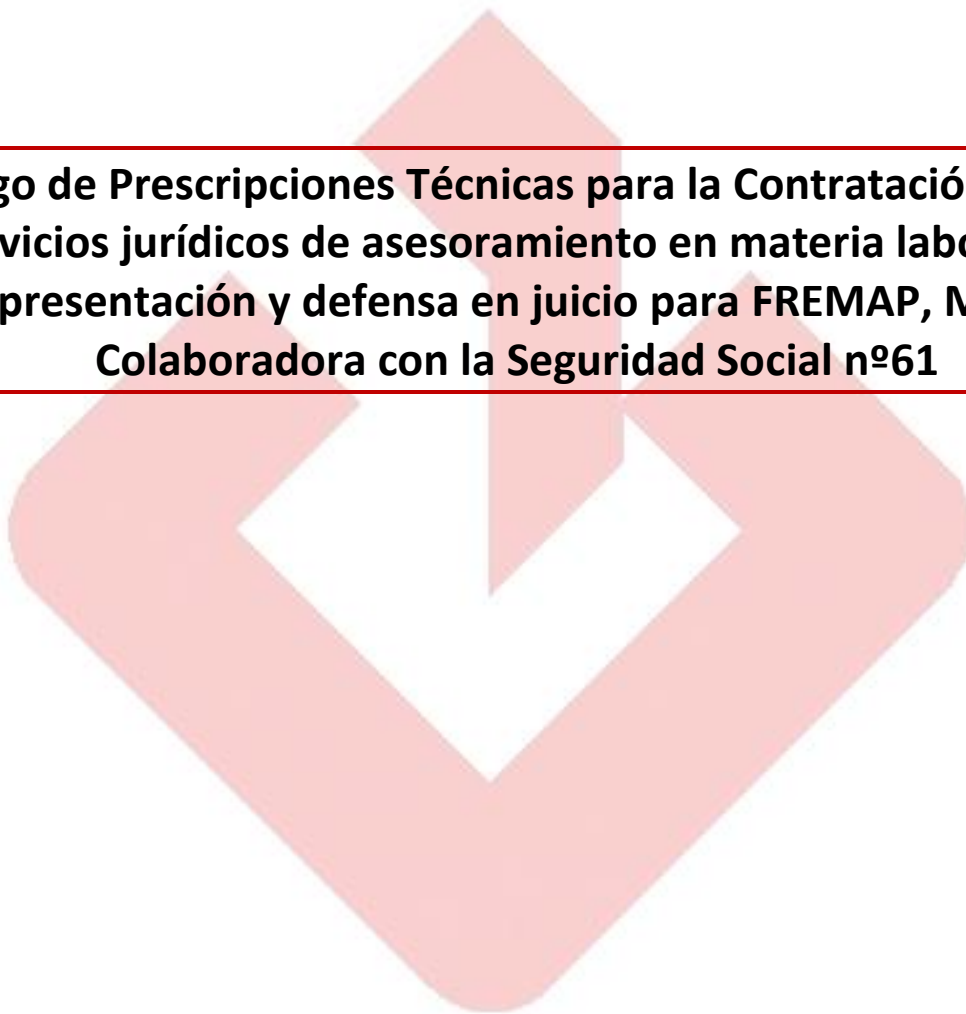 go de Prescripciones Técnicas para la Contratació
vicios jurídicos de asesoramiento en materia labo
presentación y defensa en juicio para FREMAP, M
Colaboradora con la Seguridad Social nº61